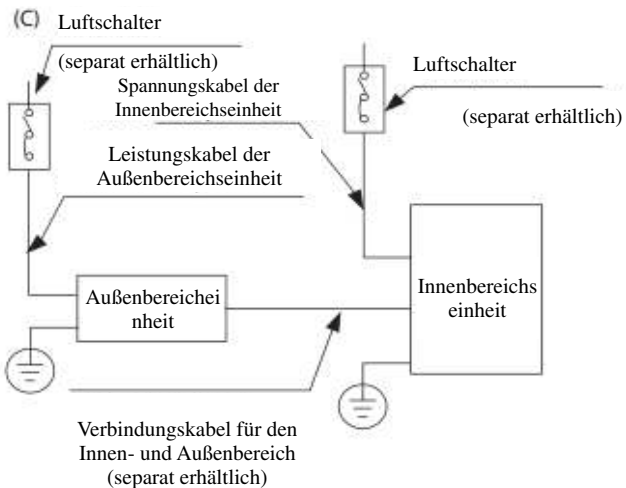 (C)
Luftschalter
(separat erhältlich)
Spannungskabel der
Innenbereichseinheit
Luftschalter
(separat erhältlich)
Leistungskabel der
Außenbereichseinheit
Außenbereichei
nheit
Innenbereichs
einheit
Verbindungskabel für den
Innen- und Außenbereich
(separat erhältlich)